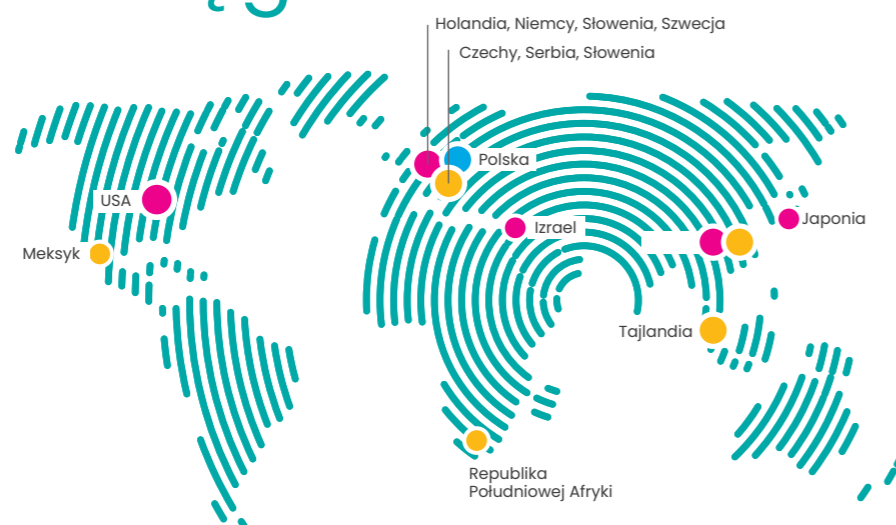 Holandia, Niemcy, Słowenia, Szwecja
Czechy, Serbia, Słowenia
Polska
USA
Izrael
Japonia
Meksyk
Tajlandia
Republika
Południowej Afryki